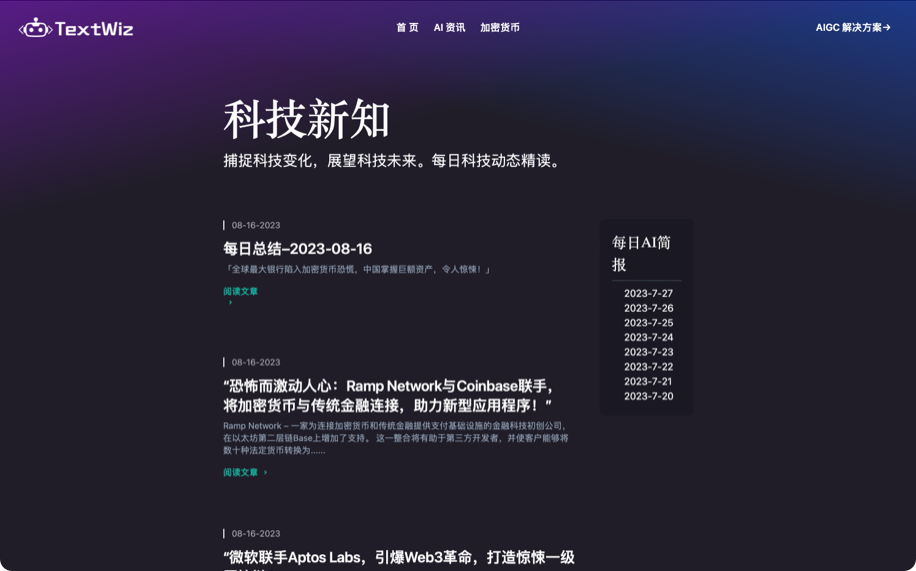 TextWiz
首 页
AI 资讯
加密货币
AIGC 解决方案→
科技新知
捕捉科技变化，展望科技未来。每日科技动态精读。
08-16-2023
每日总结–2023-08-16
「全球最大银行陷入加密货币恐慌，中国掌握巨额资产，令人惊悚！」
阅读文章
›
08-16-2023
“恐怖而激动人心：Ramp Network与Coinbase联手，
将加密货币与传统金融连接，助力新型应用程序！”
Ramp Network – 一家为连接加密货币和传统金融提供支付基础设施的金融科技初创公司，
在以太坊第二层链Base上增加了支持。 这一整合将有助于第三方开发者，并使客户能够将
数十种法定货币转换为……
阅读文章 ›
08-16-2023
“微软联手Aptos Labs，引爆Web3革命，打造惊悚一级
每日AI简
报
2023-7-27
2023-7-26
2023-7-25
2023-7-24
2023-7-23
2023-7-22
2023-7-21
2023-7-20